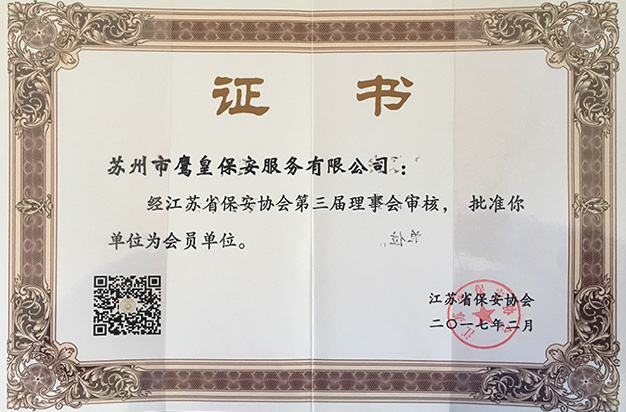 证书
苏州市鹰皇保安服务有限公司：
经江苏省保安协会第三届理事会审核， 批准你
单位为会员单位。
江苏省保安协会
二〇一七年二月